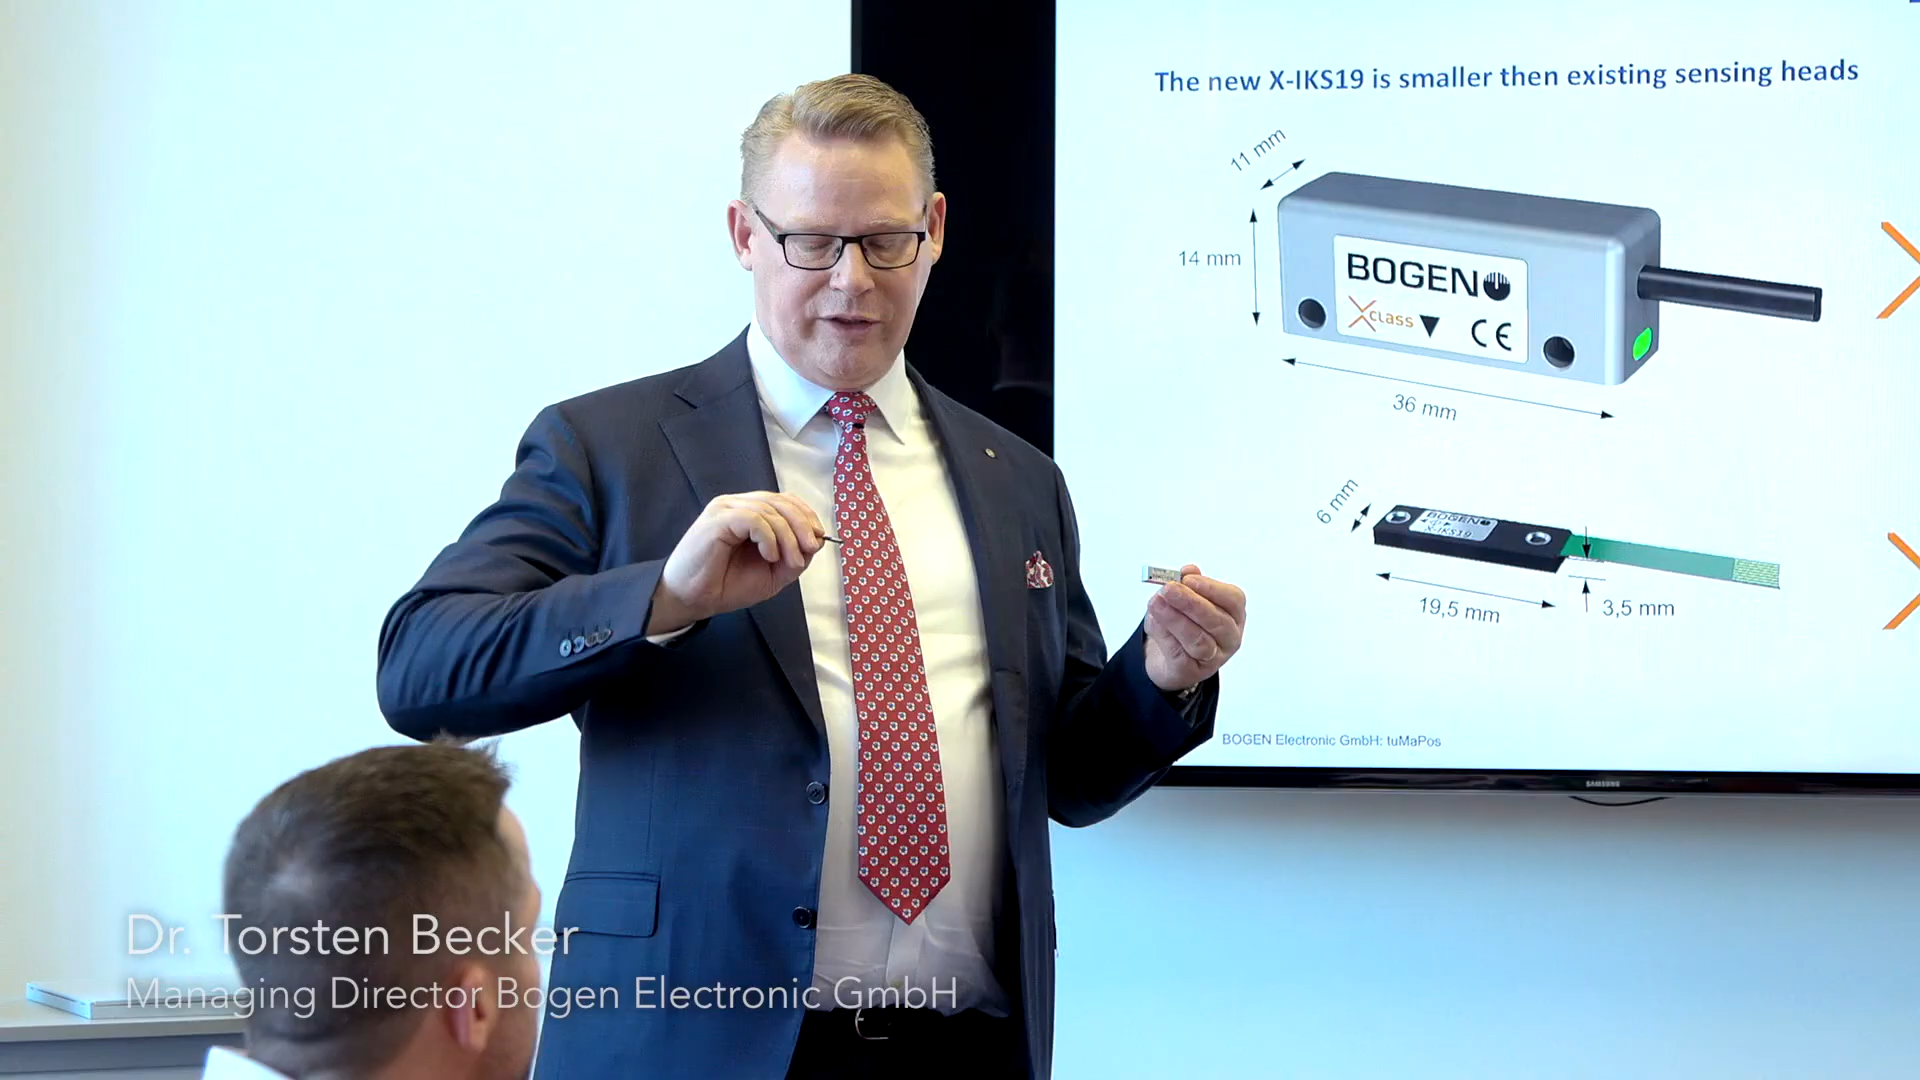 The new X-IKS19 is smaller then existing sensing heads
11 mm
14 mm
BOGEN
Xclass
CE
36 mm
6 mm
BOGEN
X-IKS19
19,5 mm
3,5 mm
BOGEN Electronic GmbH: tuMaPos
SAMSUNG
Dr. Torsten Becker
Managing Director Bogen Electronic GmbH